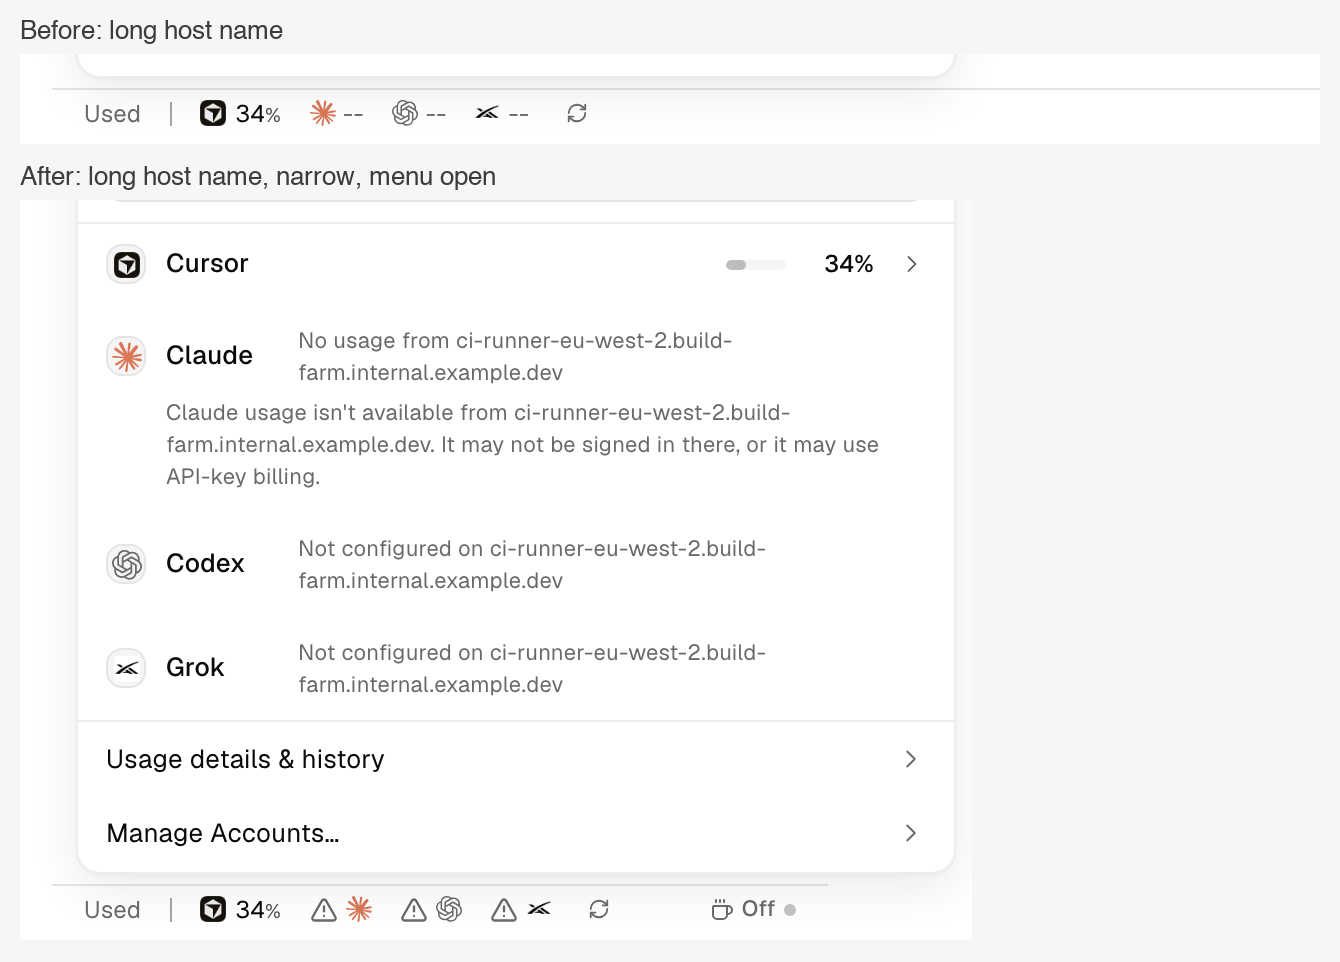 Before: long host name
Used | 34% -- -- --
After: long host name, narrow, menu open
Cursor 34%
Claude No usage from ci-runner-eu-west-2.build-
farm.internal.example.dev
Claude usage isn't available from ci-runner-eu-west-2.build-
farm.internal.example.dev. It may not be signed in there, or it may use
API-key billing.
Codex Not configured on ci-runner-eu-west-2.build-
farm.internal.example.dev
Grok Not configured on ci-runner-eu-west-2.build-
farm.internal.example.dev
Usage details & history
Manage Accounts...
Used | 34% Off